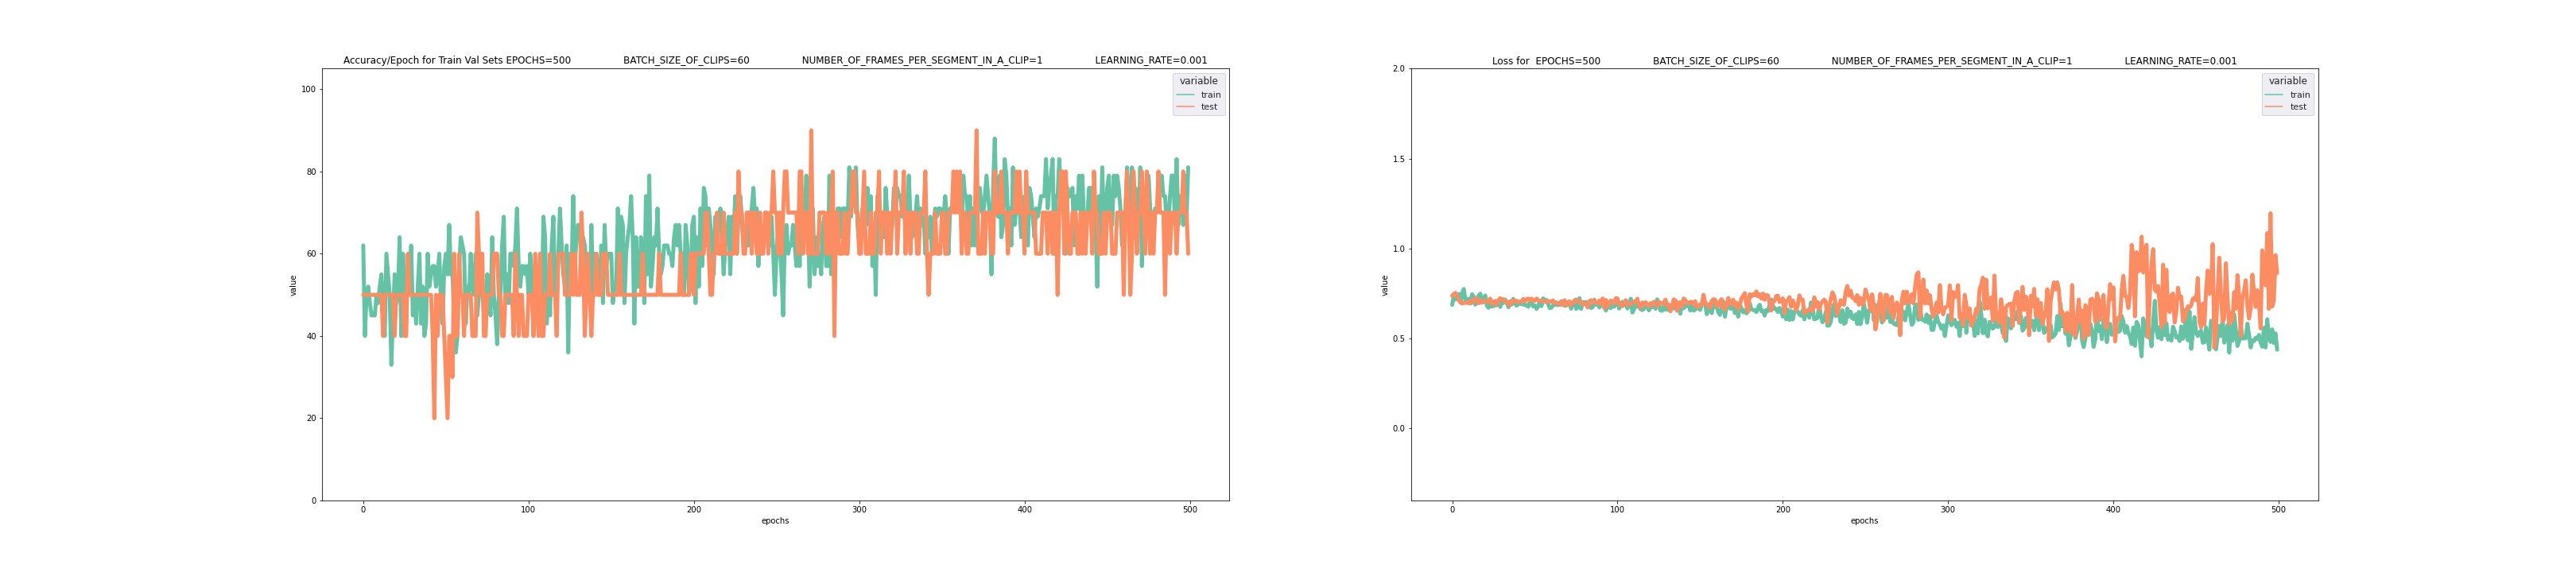 Accuracy/Epoch for Train Val Sets EPOCHS=500 BATCH_SIZE_OF_CLIPS=60 NUMBER_OF_FRAMES_PER_SEGMENT_IN_A_CLIP=1 LEARNING_RATE=0.001
variable
train
test
100
80
60
40
20
0
value
0 100 200 300 400 500
epochs
Loss for EPOCHS=500 BATCH_SIZE_OF_CLIPS=60 NUMBER_OF_FRAMES_PER_SEGMENT_IN_A_CLIP=1 LEARNING_RATE=0.001
variable
train
test
2.0
1.5
1.0
0.5
0.0
value
0 100 200 300 400 500
epochs